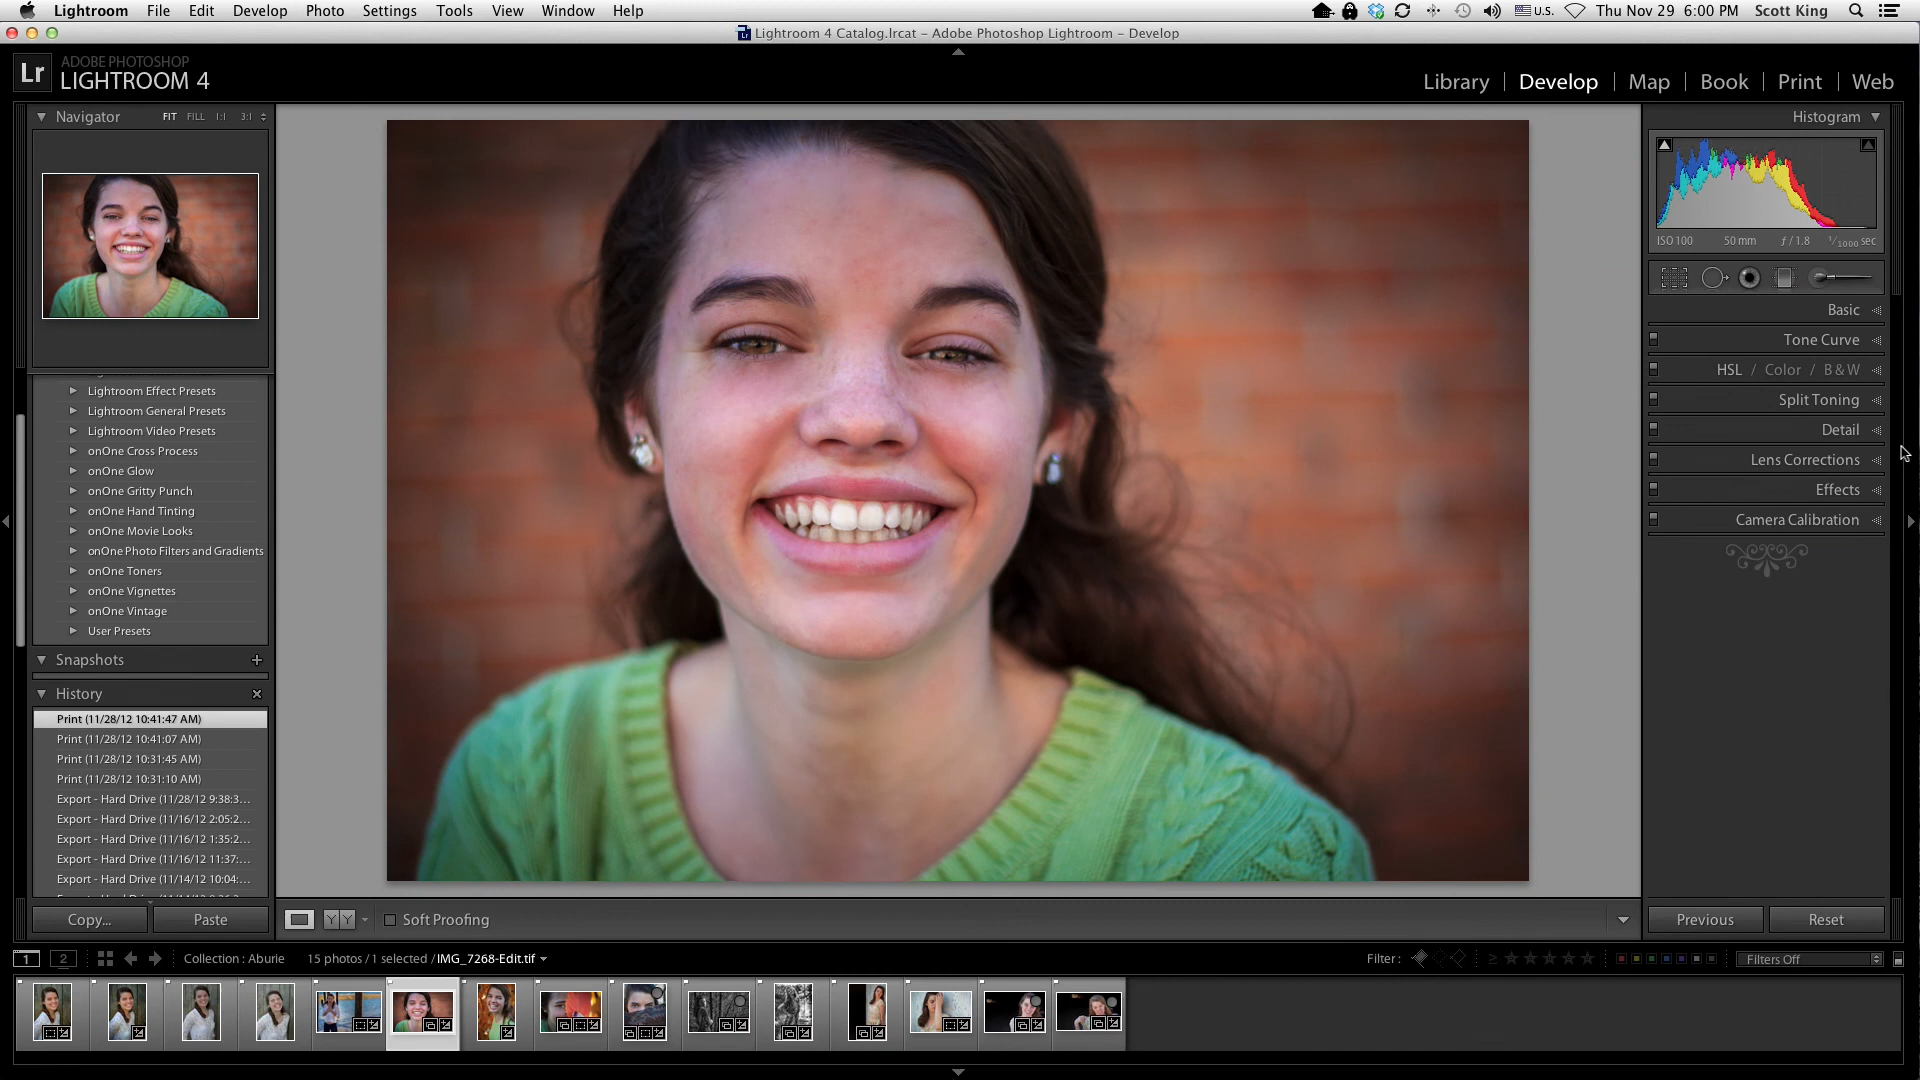 Lightroom File Edit Develop Photo Settings Tools View Window Help U.S. Thu Nov 29 6:00 PM Scott King
Lightroom 4 Catalog.lrcat – Adobe Photoshop Lightroom – Develop
Lr ADOBE PHOTOSHOP
LIGHTROOM 4
Library | Develop | Map | Book | Print | Web
Navigator FIT FILL 1:1 3:1
Histogram
ISO 100 50 mm ƒ / 1.8 1/1000 sec
Basic
Tone Curve
HSL / Color / B & W
Split Toning
Detail
Lens Corrections
Effects
Camera Calibration
Lightroom Effect Presets
Lightroom General Presets
Lightroom Video Presets
onOne Cross Process
onOne Glow
onOne Gritty Punch
onOne Hand Tinting
onOne Movie Looks
onOne Photo Filters and Gradients
onOne Toners
onOne Vignettes
onOne Vintage
User Presets
Snapshots
History
Print (11/28/12 10:41:47 AM)
Print (11/28/12 10:41:07 AM)
Print (11/28/12 10:31:45 AM)
Print (11/28/12 10:31:10 AM)
Export - Hard Drive (11/28/12 9:38:3...
Export - Hard Drive (11/16/12 2:05:2...
Export - Hard Drive (11/16/12 1:35:2...
Export - Hard Drive (11/16/12 11:37:...
Export - Hard Drive (11/14/12 10:04:...
Copy... Paste
YY Soft Proofing
Previous Reset
1 2 Collection : Aburie 15 photos / 1 selected / IMG_7268-Edit.tif Filter : ≥ Filters Off